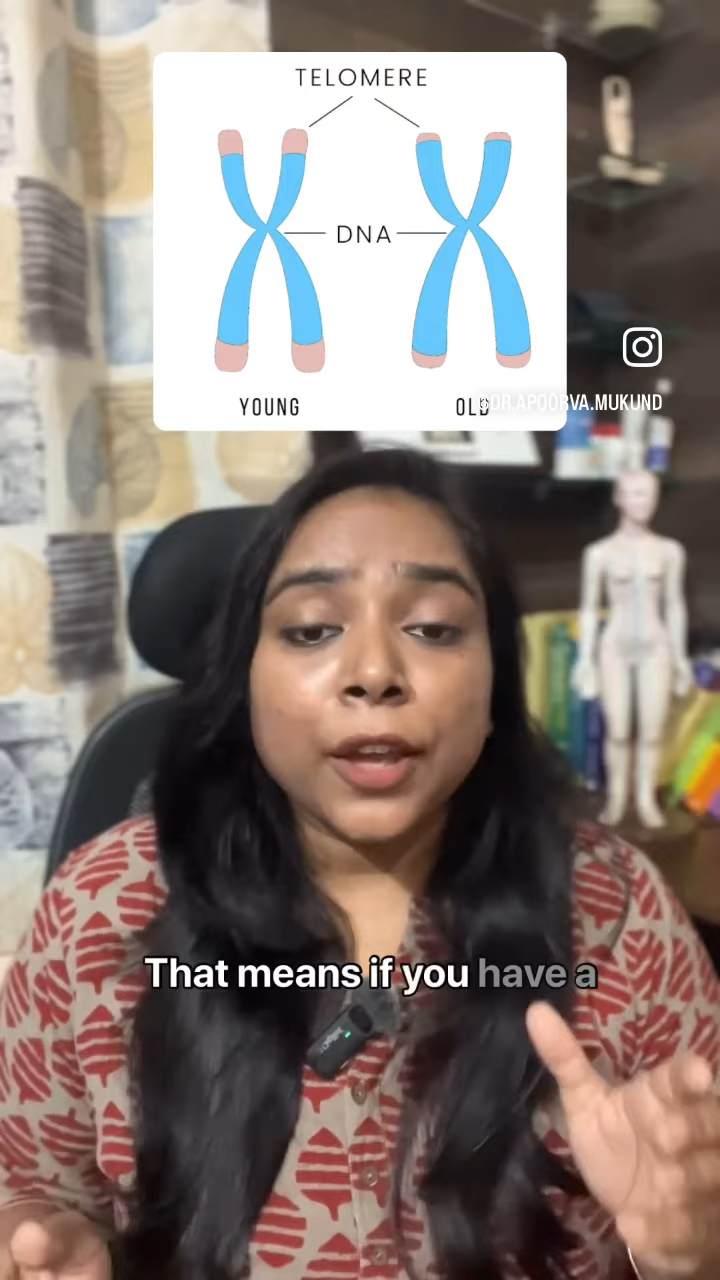 TELOMERE
DNA
YOUNG
OLD
@DR.APOORVA.MUKUND
That means if you have a